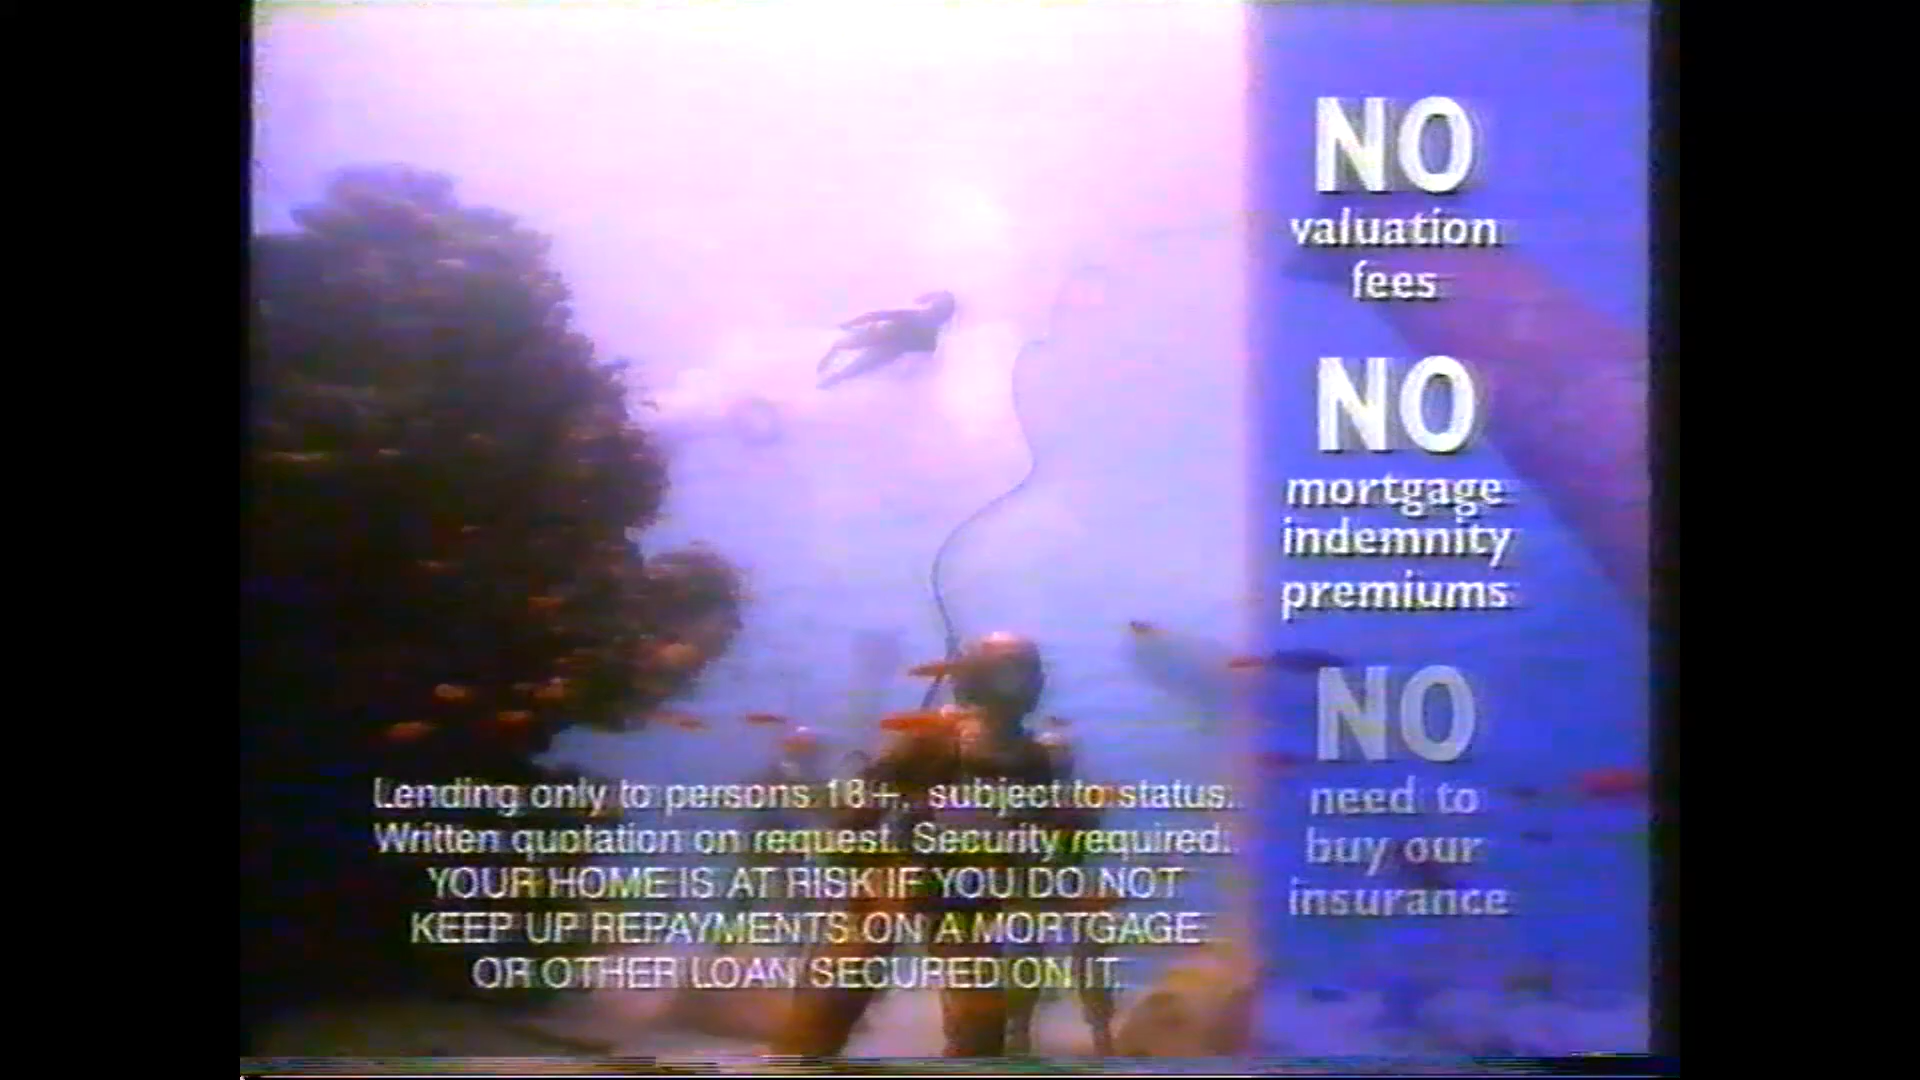 NO
valuation
fees
NO
mortgage
indemnity
premiums
NO
need to
buy our
insurance
Lending only to persons 18+, subject to status.
Written quotation on request. Security required.
YOUR HOME IS AT RISK IF YOU DO NOT
KEEP UP REPAYMENTS ON A MORTGAGE
OR OTHER LOAN SECURED ON IT.